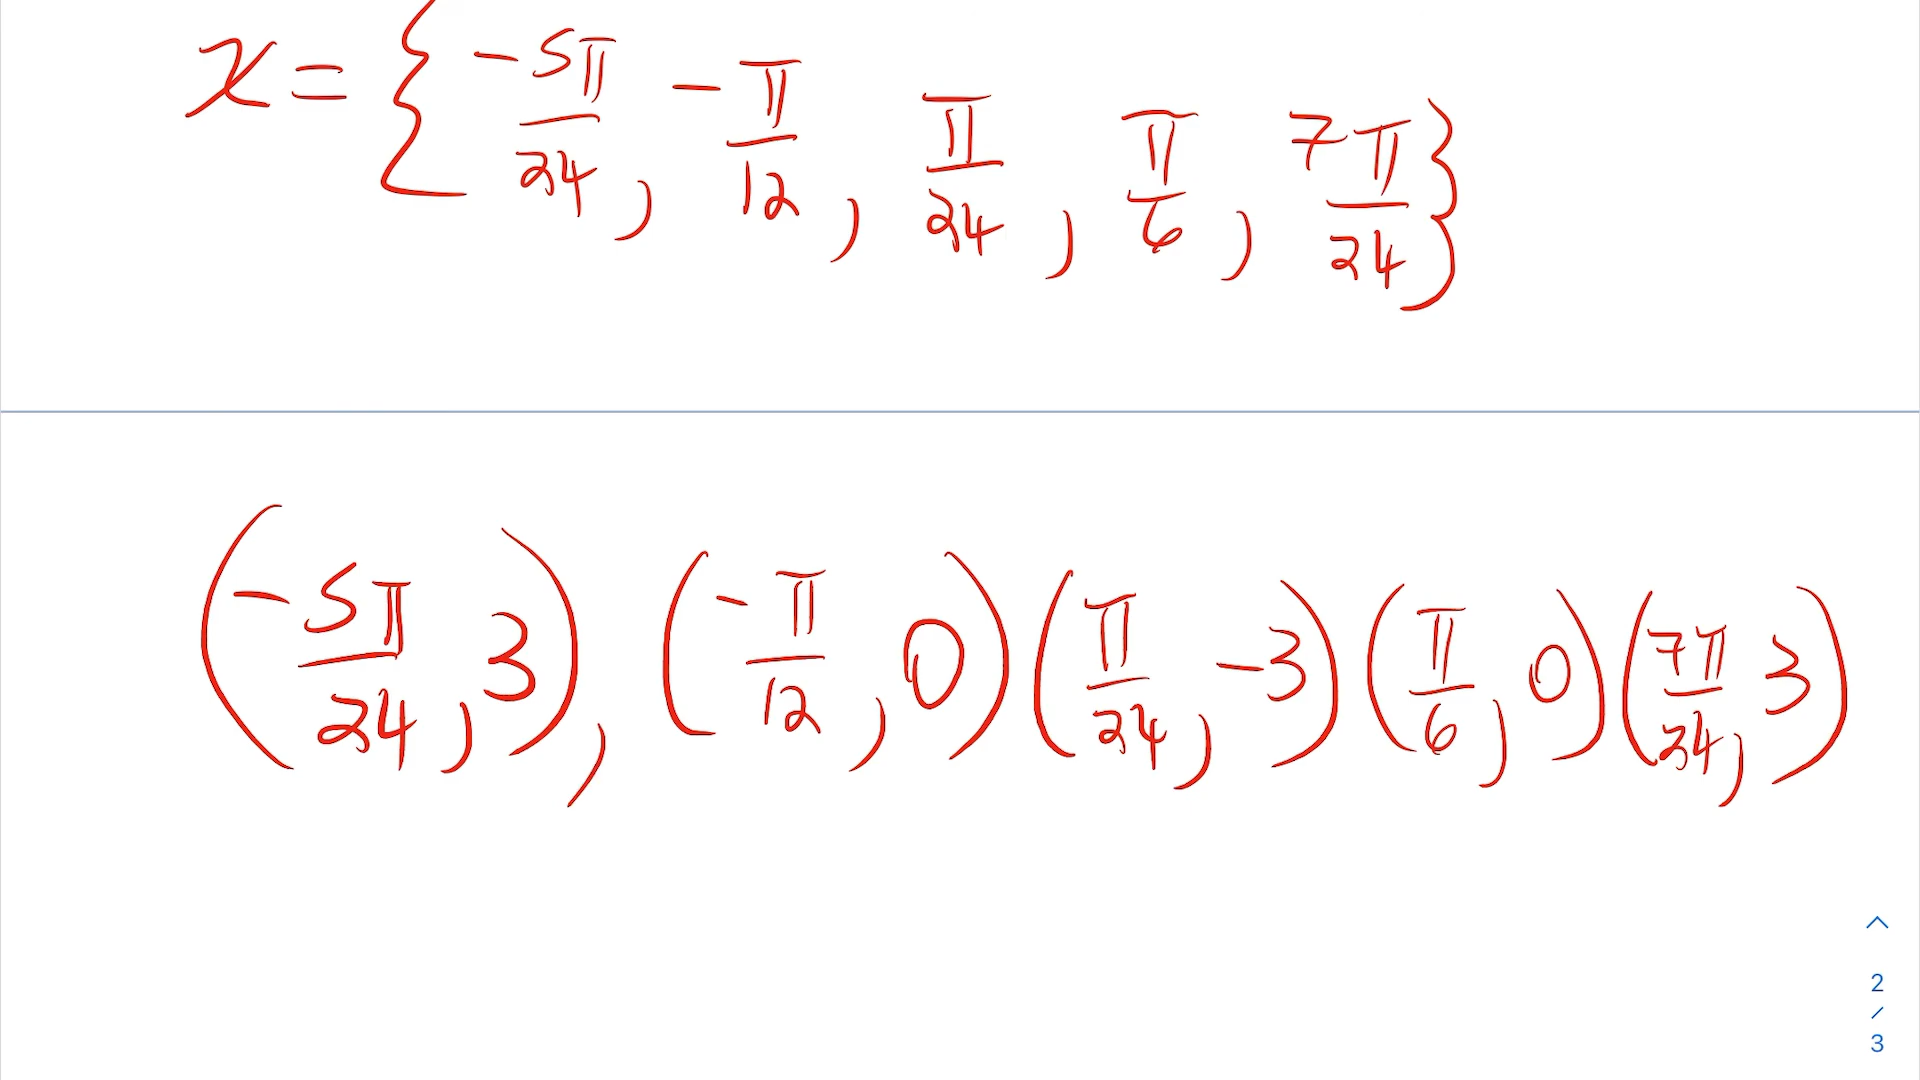 x = { -5π/24 , -π/12 , π/24 , π/6 , 7π/24 }
(-5π/24 , 3) , (-π/12 , 0) (π/24 , -3) (π/6 , 0) (7π/24 , 3)
2
/
3